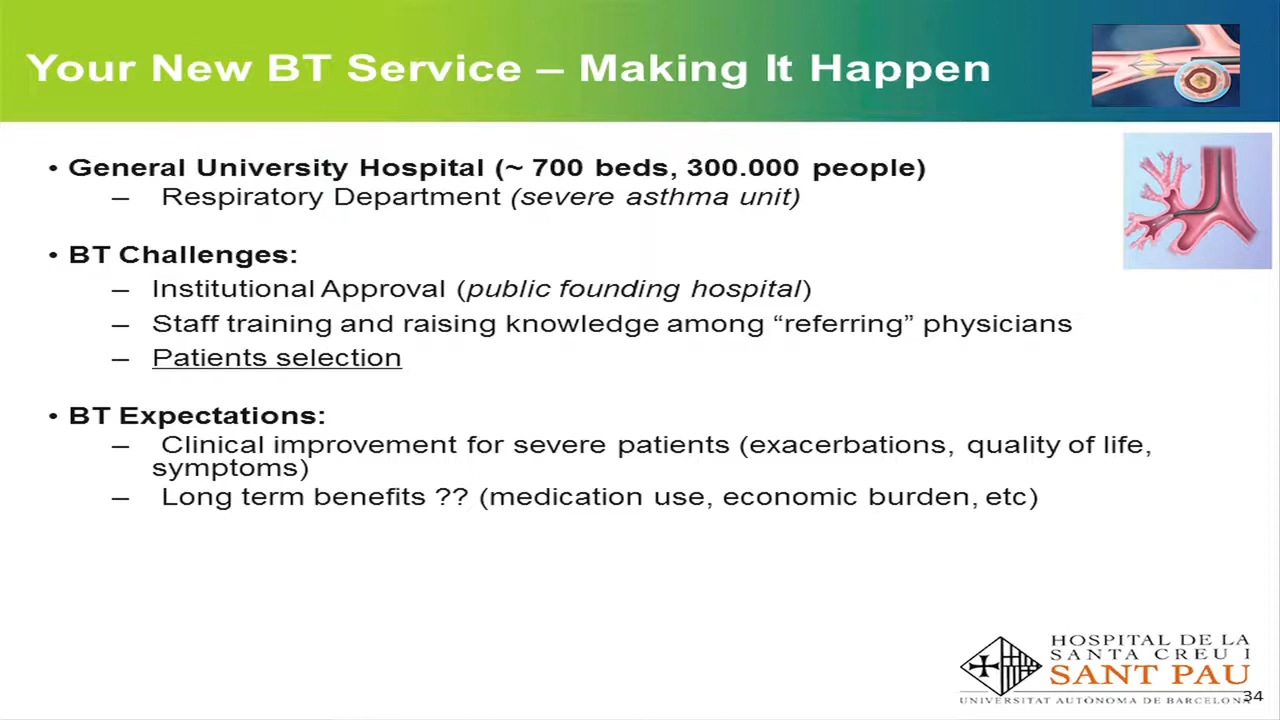 Your New BT Service – Making It Happen
• General University Hospital (~ 700 beds, 300.000 people)
– Respiratory Department (severe asthma unit)
• BT Challenges:
– Institutional Approval (public founding hospital)
– Staff training and raising knowledge among “referring” physicians
– Patients selection
• BT Expectations:
– Clinical improvement for severe patients (exacerbations, quality of life,
symptoms)
– Long term benefits ?? (medication use, economic burden, etc)
HOSPITAL DE LA
SANTA CREU I
SANT PAU
UNIVERSITAT AUTÒNOMA DE BARCELONA
34